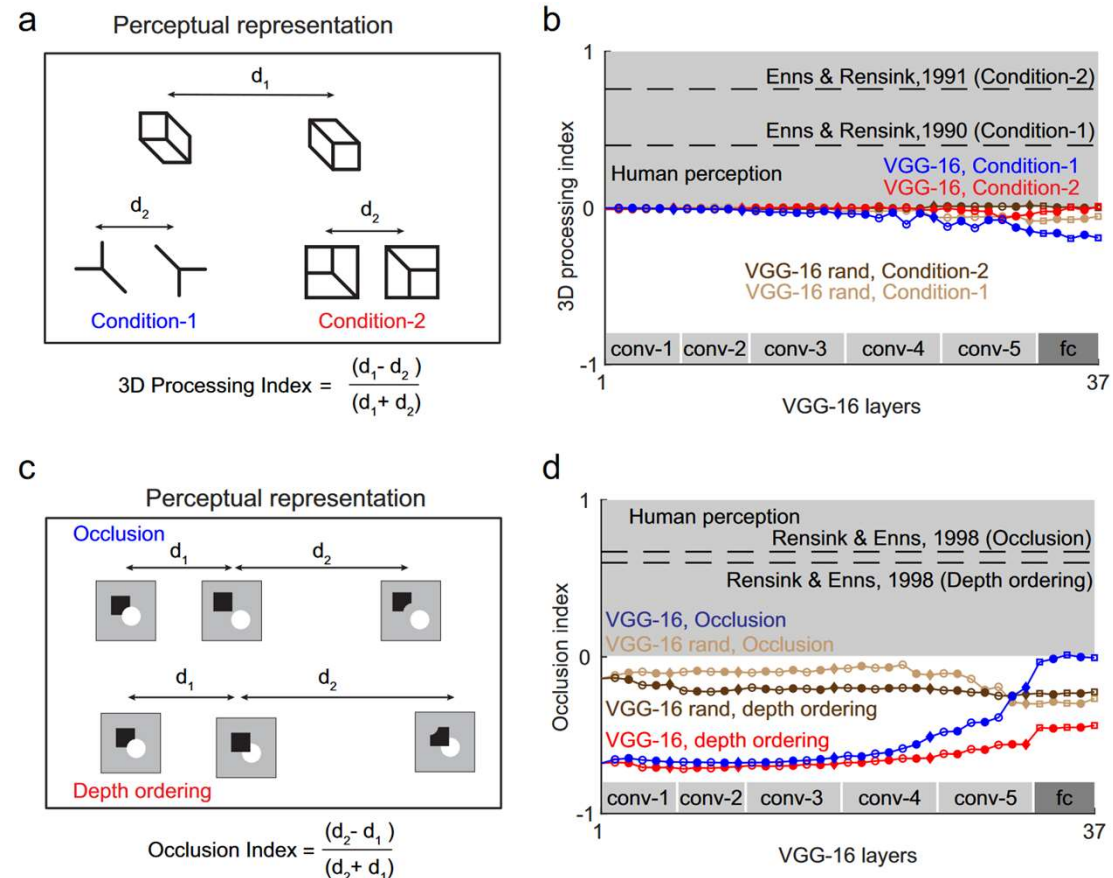 a
Perceptual representation
d1
d2
d2
Condition-1
Condition-2
3D Processing Index = (d1- d2 ) / (d1+ d2)
b
1
Enns & Rensink,1991 (Condition-2)
Enns & Rensink,1990 (Condition-1)
VGG-16, Condition-1
Human perception
VGG-16, Condition-2
0
VGG-16 rand, Condition-2
VGG-16 rand, Condition-1
3D processing index
conv-1 conv-2 conv-3 conv-4 conv-5 fc
-1
1 37
VGG-16 layers
c
Perceptual representation
Occlusion
d1 d2
d1 d2
Depth ordering
Occlusion Index = (d2- d1) / (d2+ d1)
d
1
Human perception
Rensink & Enns, 1998 (Occlusion)
Rensink & Enns, 1998 (Depth ordering)
VGG-16, Occlusion
VGG-16 rand, Occlusion
0
VGG-16 rand, depth ordering
VGG-16, depth ordering
Occlusion index
conv-1 conv-2 conv-3 conv-4 conv-5 fc
-1
1 37
VGG-16 layers